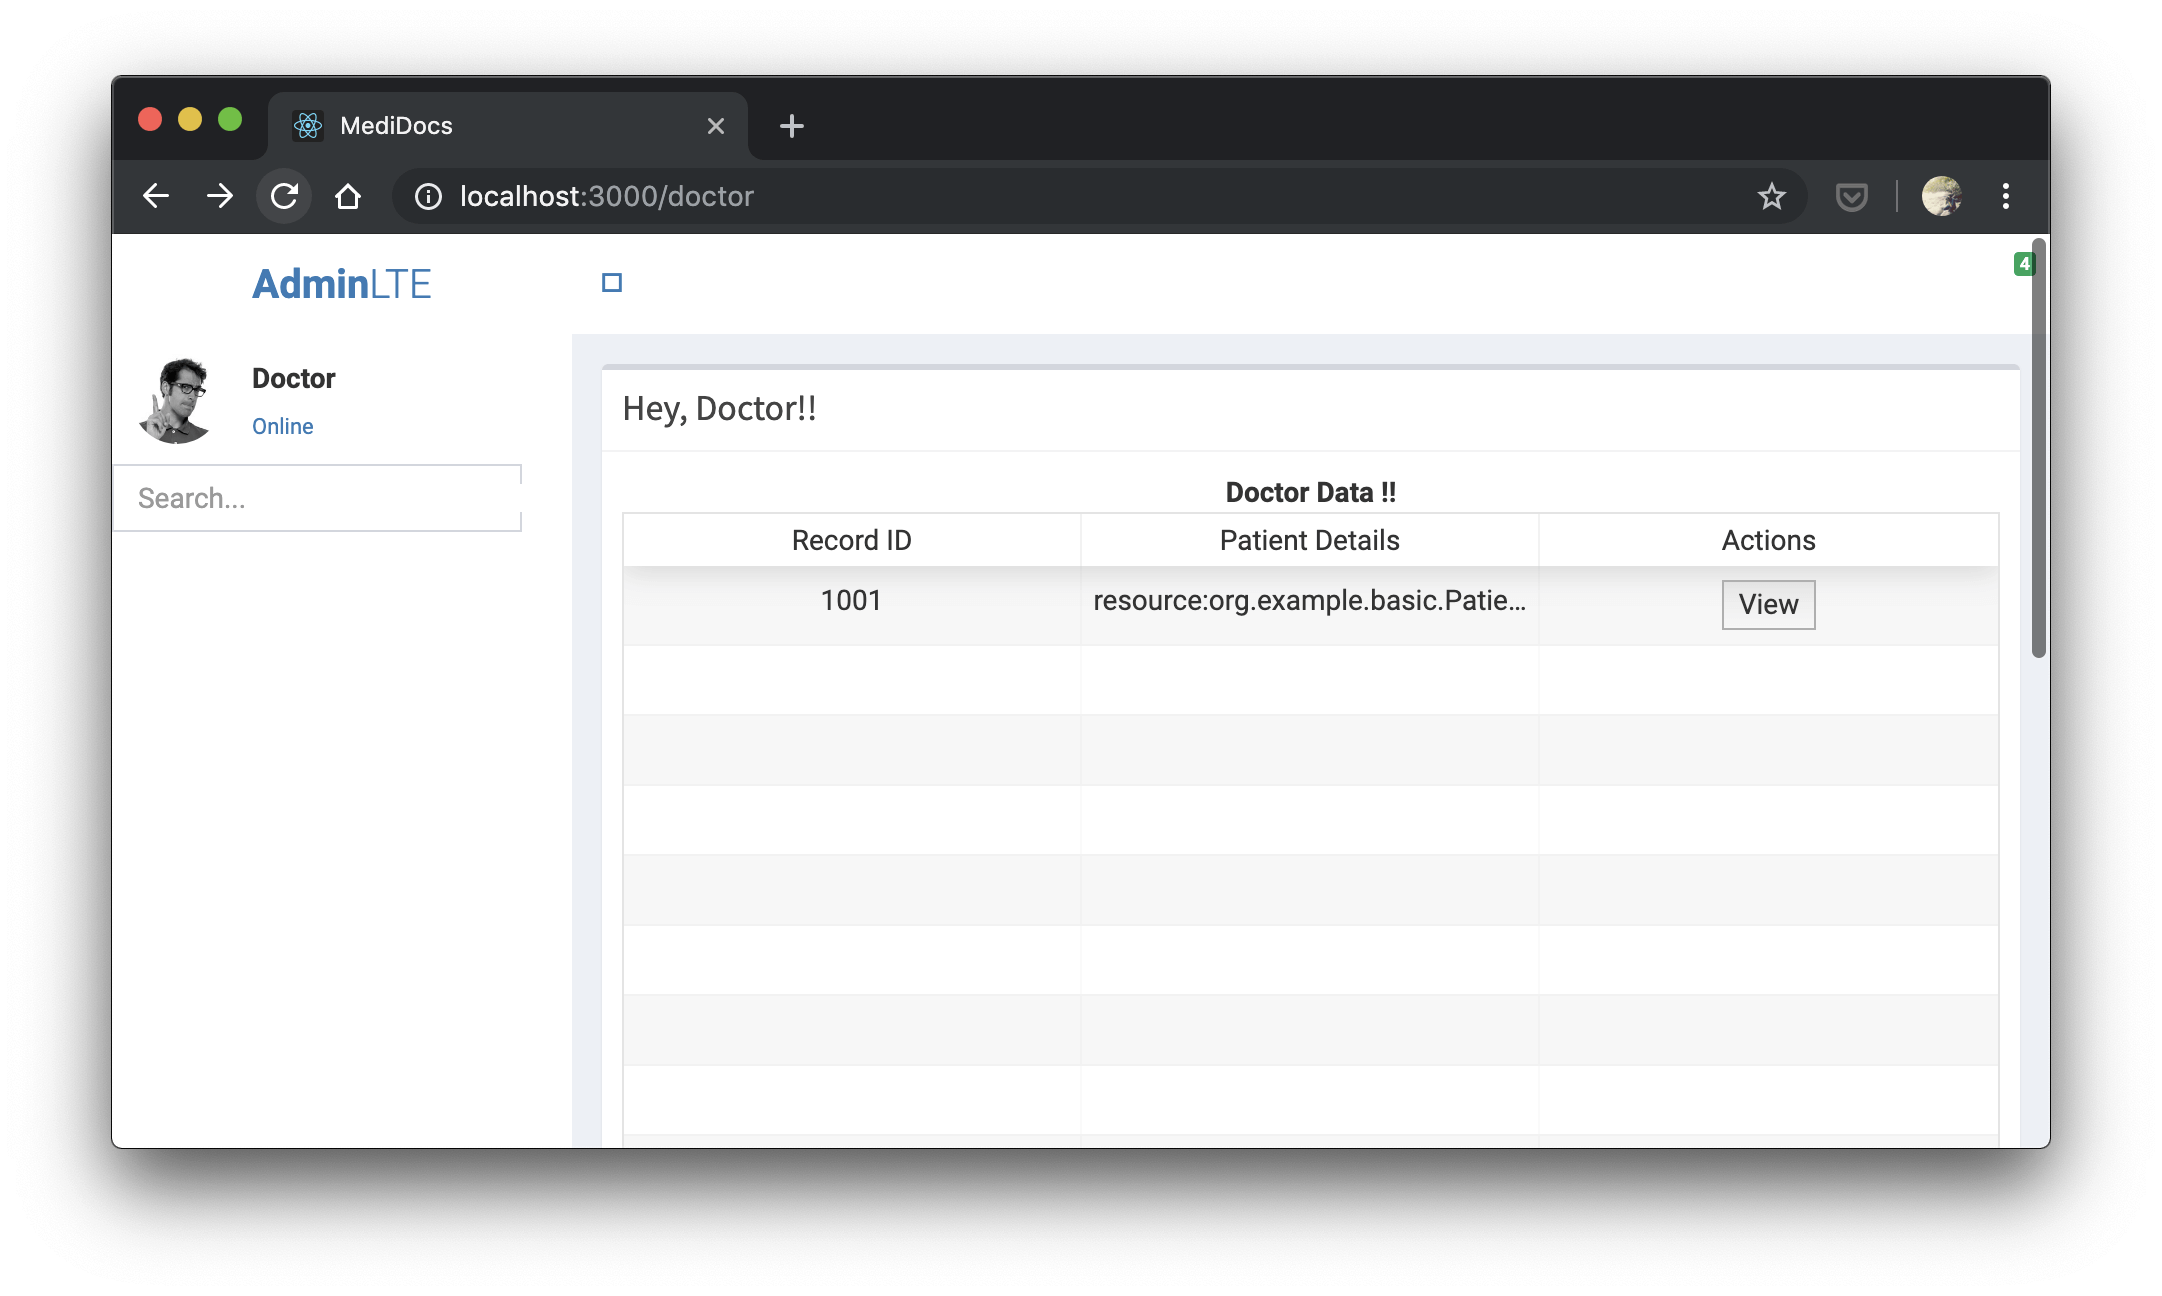 MediDocs
localhost:3000/doctor
AdminLTE
4
Doctor
Online
Search...
Hey, Doctor!!
Doctor Data !!
Record ID Patient Details Actions
1001 resource:org.example.basic.Patie... View